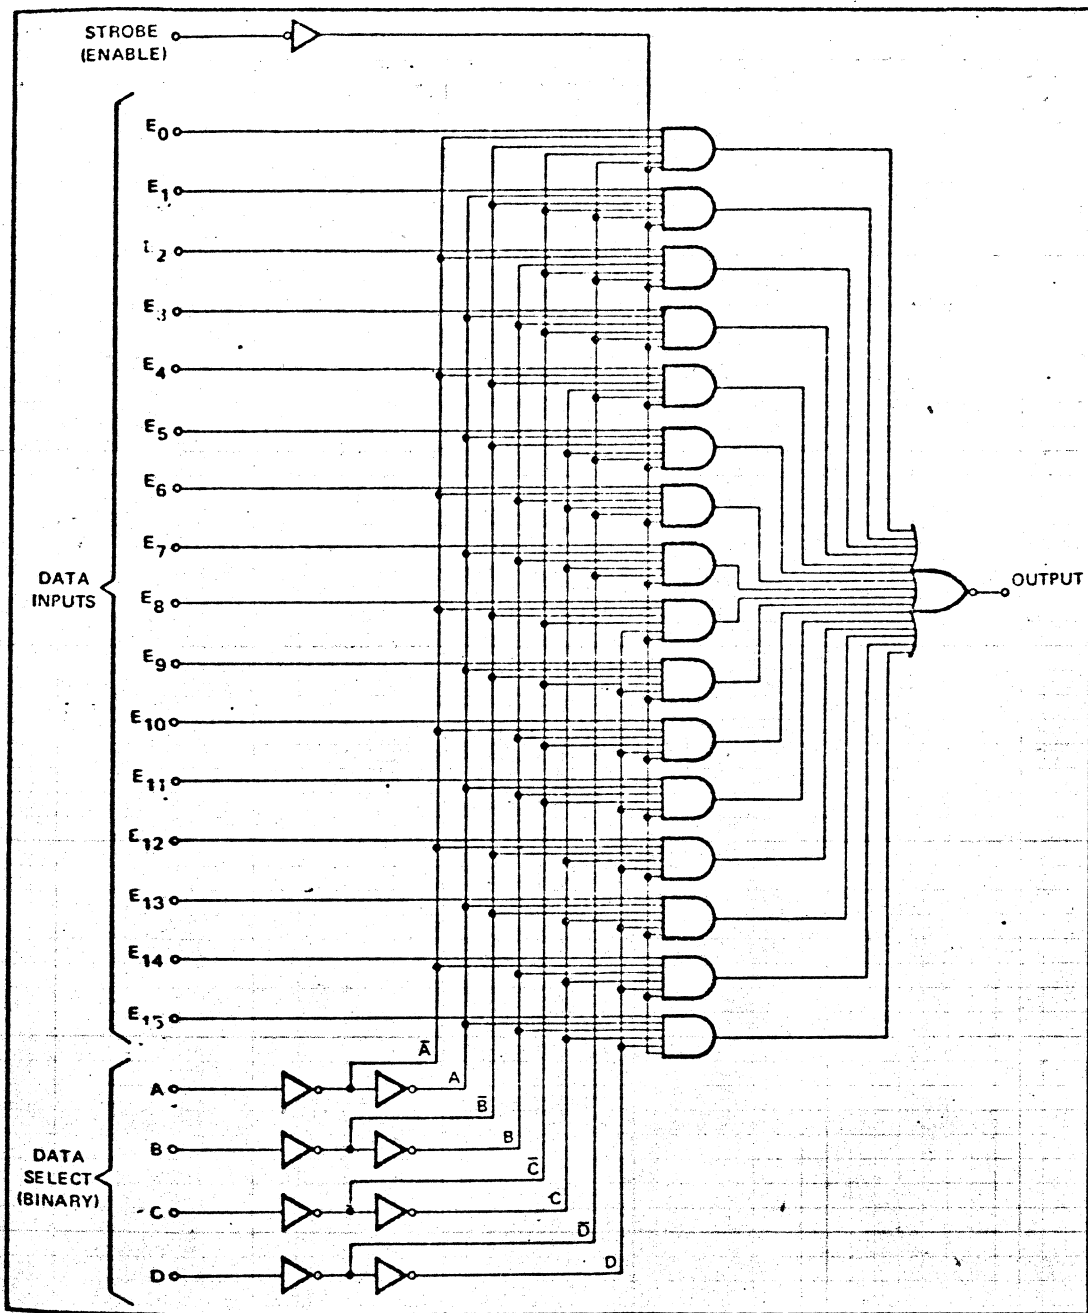 STROBE
(ENABLE)
E0
E1
2
E3
E4
E5
E6
E7
DATA
INPUTS
OUTPUT
E8
E9
E10
E11
E12
E13
E14
E15
Ā
A
A
B̄
B
B
C̄
DATA
SELECT
(BINARY)
C
C
D̄
D
D